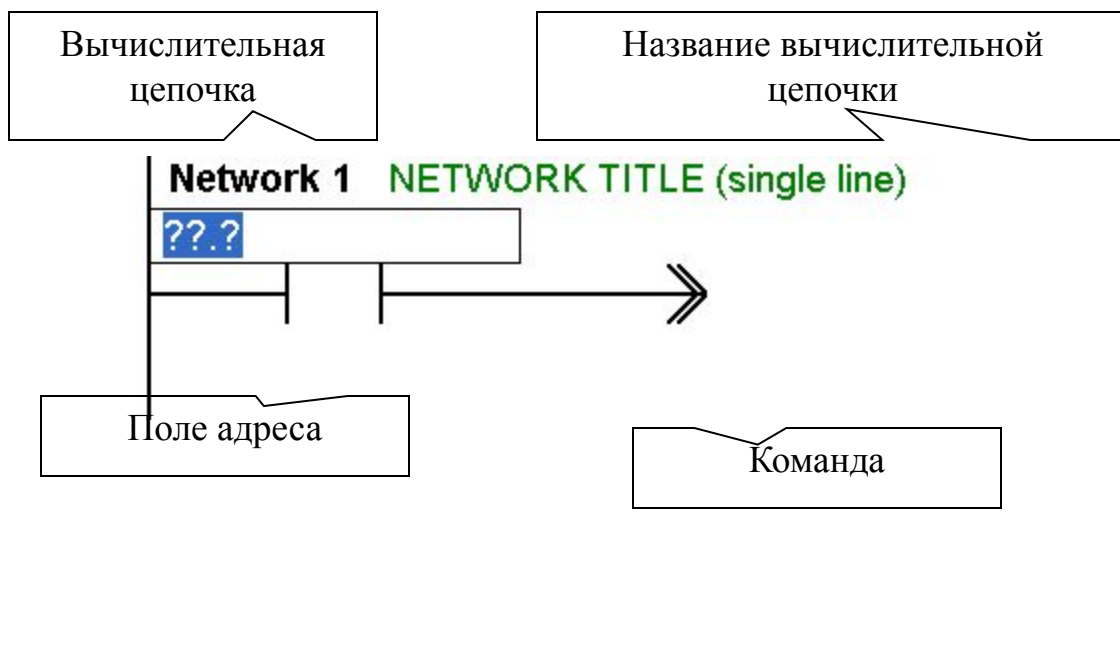 Вычислительная
цепочка
Название вычислительной
цепочки
Network 1 NETWORK TITLE (single line)
??.?
Поле адреса
Команда